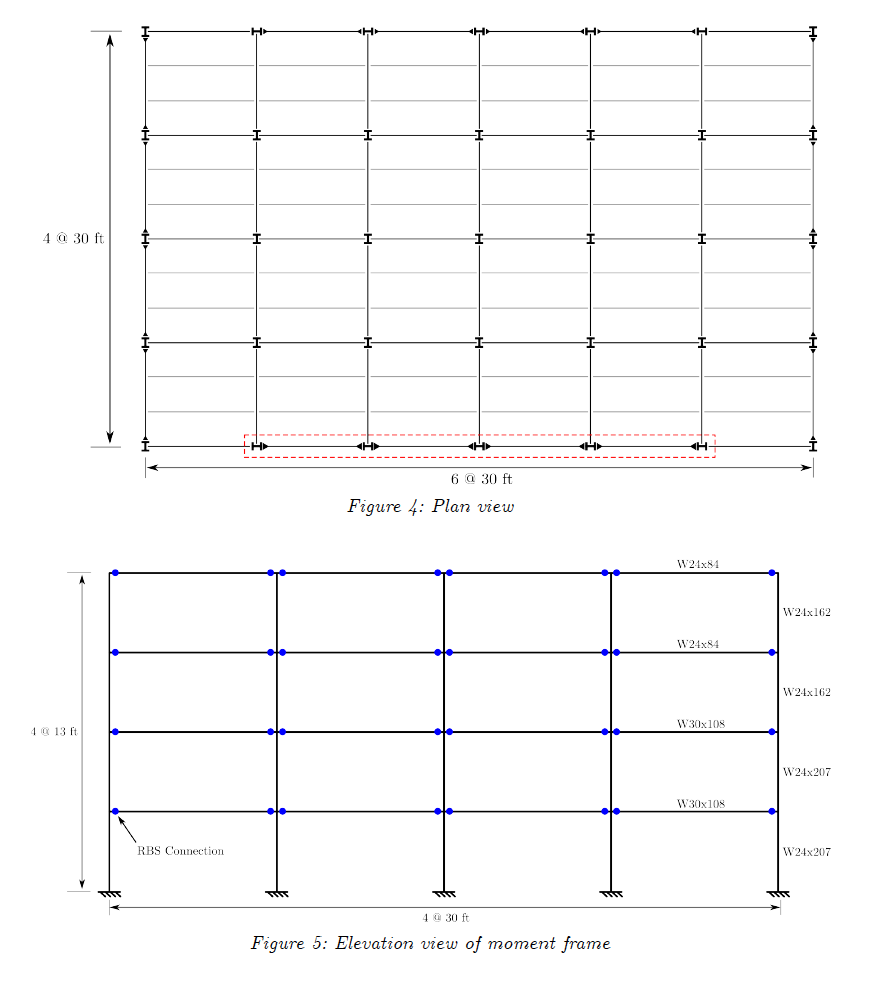 4 @ 30 ft
6 @ 30 ft
Figure 4: Plan view
W24x84
W24x162
W24x84
W24x162
4 @ 13 ft
W30x108
W24x207
W30x108
RBS Connection
W24x207
4 @ 30 ft
Figure 5: Elevation view of moment frame